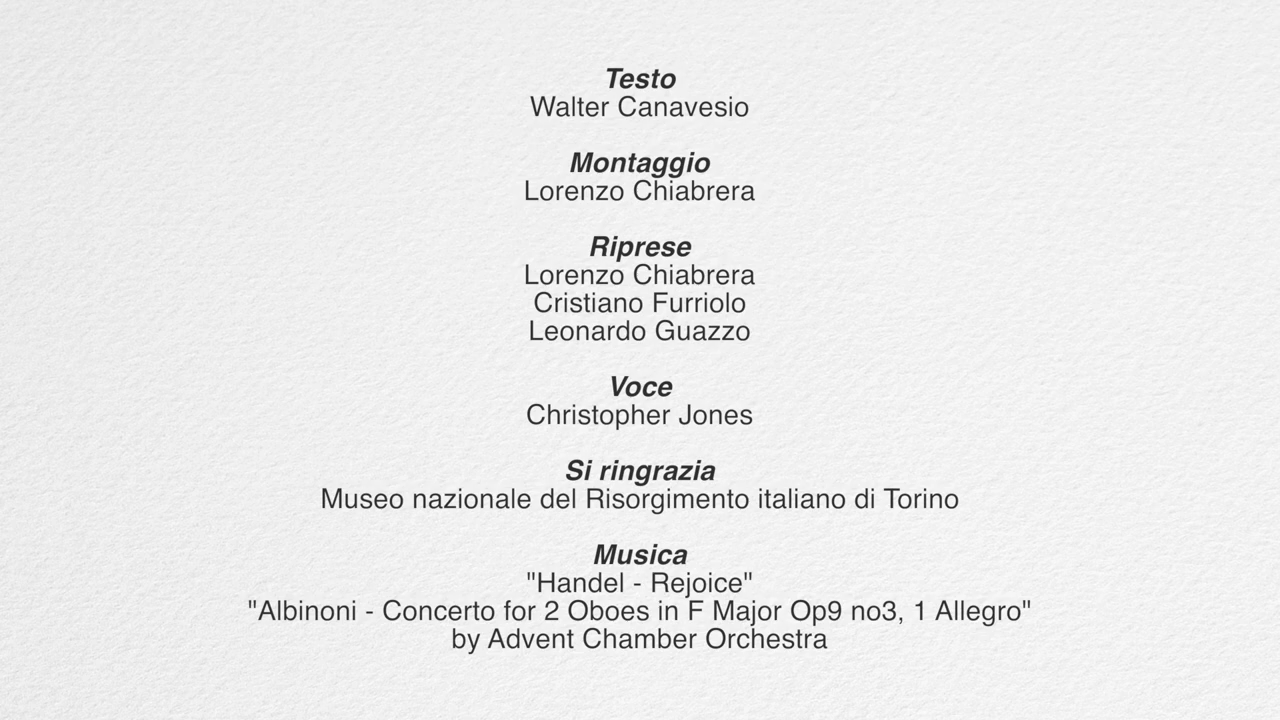 Testo
Walter Canavesio
Montaggio
Lorenzo Chiabrera
Riprese
Lorenzo Chiabrera
Cristiano Furriolo
Leonardo Guazzo
Voce
Christopher Jones
Si ringrazia
Museo nazionale del Risorgimento italiano di Torino
Musica
"Handel - Rejoice"
"Albinoni - Concerto for 2 Oboes in F Major Op9 no3, 1 Allegro"
by Advent Chamber Orchestra